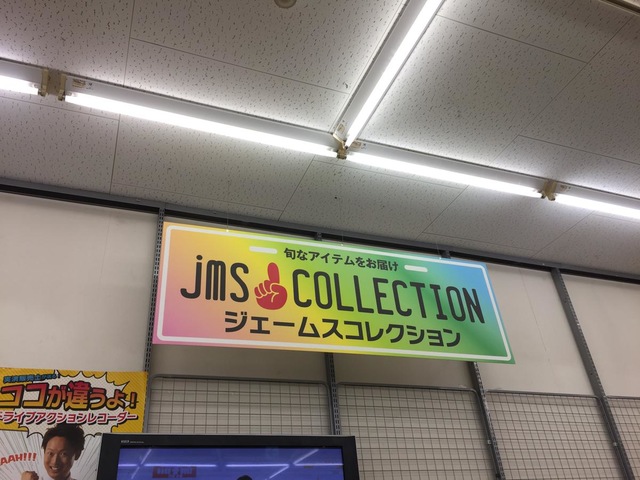 旬なアイテムをお届け
jms COLLECTION
ジェームスコレクション
ココが違うよ!
ドライブアクションレコーダー
AAH!!!